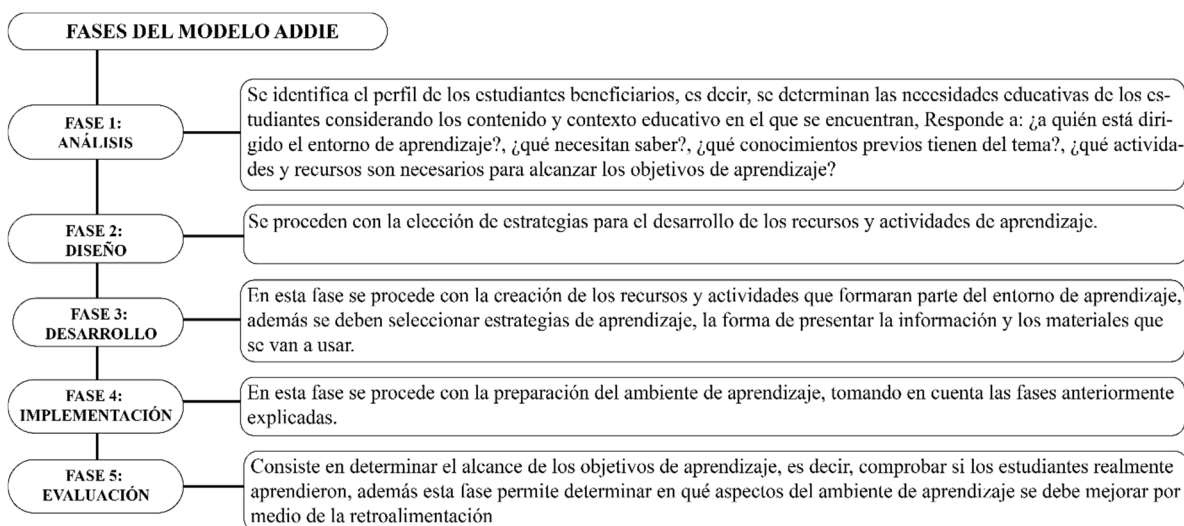 FASES DEL MODELO ADDIE
FASE 1:
ANÁLISIS
Se identifica el perfil de los estudiantes beneficiarios, es decir, se determinan las necesidades educativas de los es-
tudiantes considerando los contenido y contexto educativo en el que se encuentran, Responde a: ¿a quién está diri-
gido el entorno de aprendizaje?, ¿qué necesitan saber?, ¿qué conocimientos previos tienen del tema?, ¿qué activida-
des y recursos son necesarios para alcanzar los objetivos de aprendizaje?
FASE 2:
DISEÑO
Se proceden con la elección de estrategias para el desarrollo de los recursos y actividades de aprendizaje.
FASE 3:
DESARROLLO
En esta fase se procede con la creación de los recursos y actividades que formaran parte del entorno de aprendizaje,
además se deben seleccionar estrategias de aprendizaje, la forma de presentar la información y los materiales que
se van a usar.
FASE 4:
IMPLEMENTACIÓN
En esta fase se procede con la preparación del ambiente de aprendizaje, tomando en cuenta las fases anteriormente
explicadas.
FASE 5:
EVALUACIÓN
Consiste en determinar el alcance de los objetivos de aprendizaje, es decir, comprobar si los estudiantes realmente
aprendieron, además esta fase permite determinar en qué aspectos del ambiente de aprendizaje se debe mejorar por
medio de la retroalimentación